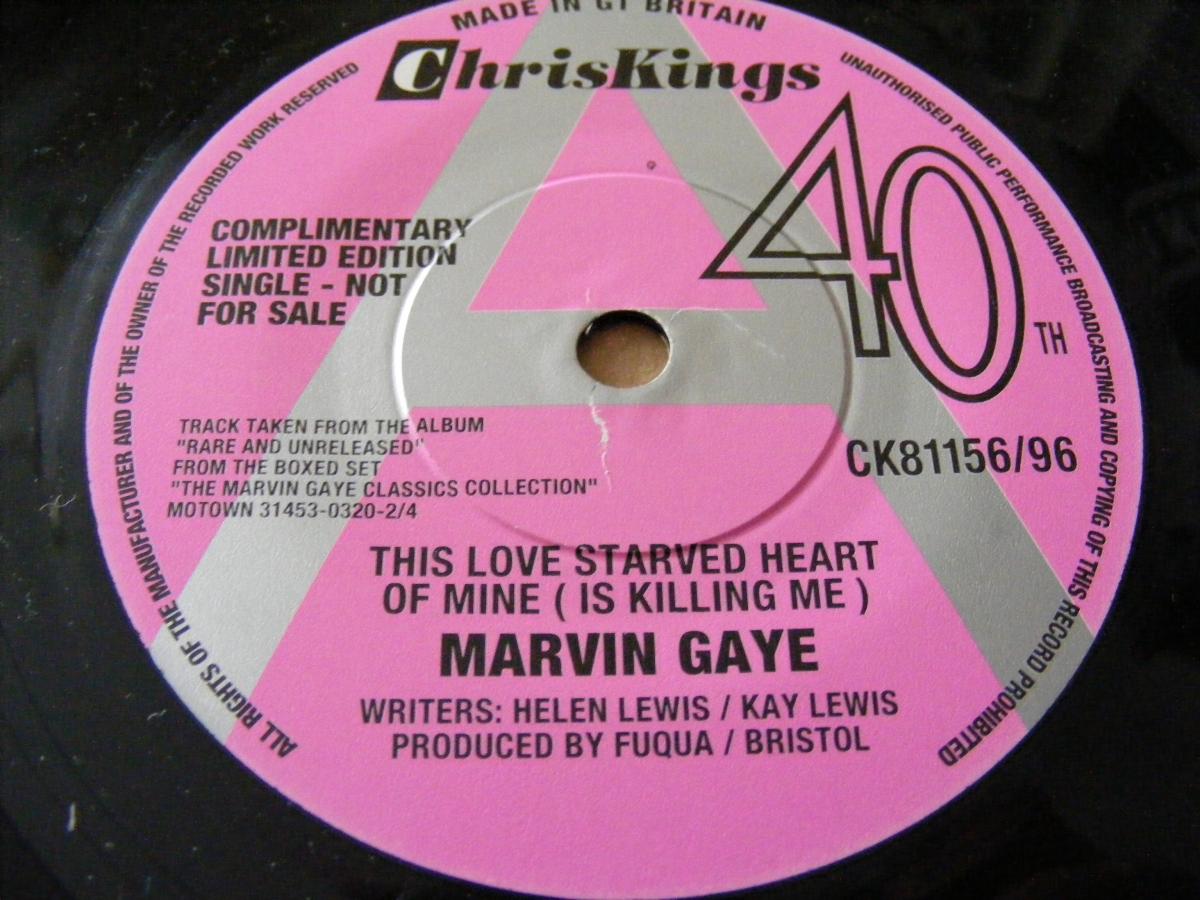 MADE IN GT BRITAIN
ChrisKings
40
TH
COMPLIMENTARY
LIMITED EDITION
SINGLE - NOT
FOR SALE
CK81156/96
TRACK TAKEN FROM THE ALBUM
"RARE AND UNRELEASED"
FROM THE BOXED SET
"THE MARVIN GAYE CLASSICS COLLECTION"
MOTOWN 31453-0320-2/4
THIS LOVE STARVED HEART
OF MINE ( IS KILLING ME )
MARVIN GAYE
WRITERS: HELEN LEWIS / KAY LEWIS
PRODUCED BY FUQUA / BRISTOL
ALL RIGHTS OF THE MANUFACTURER AND OF THE OWNER OF THE RECORDED WORK RESERVED
UNAUTHORISED PUBLIC PERFORMANCE BROADCASTING AND COPYING OF THIS RECORD PROHIBITED